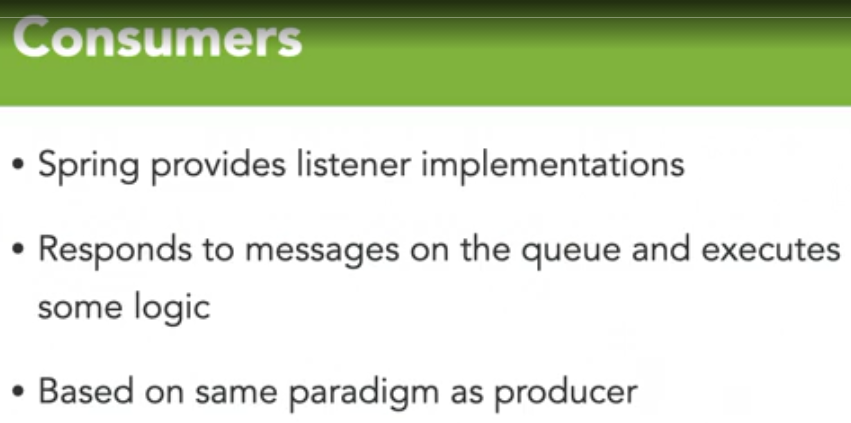 Consumers
• Spring provides listener implementations
• Responds to messages on the queue and executes
some logic
• Based on same paradigm as producer